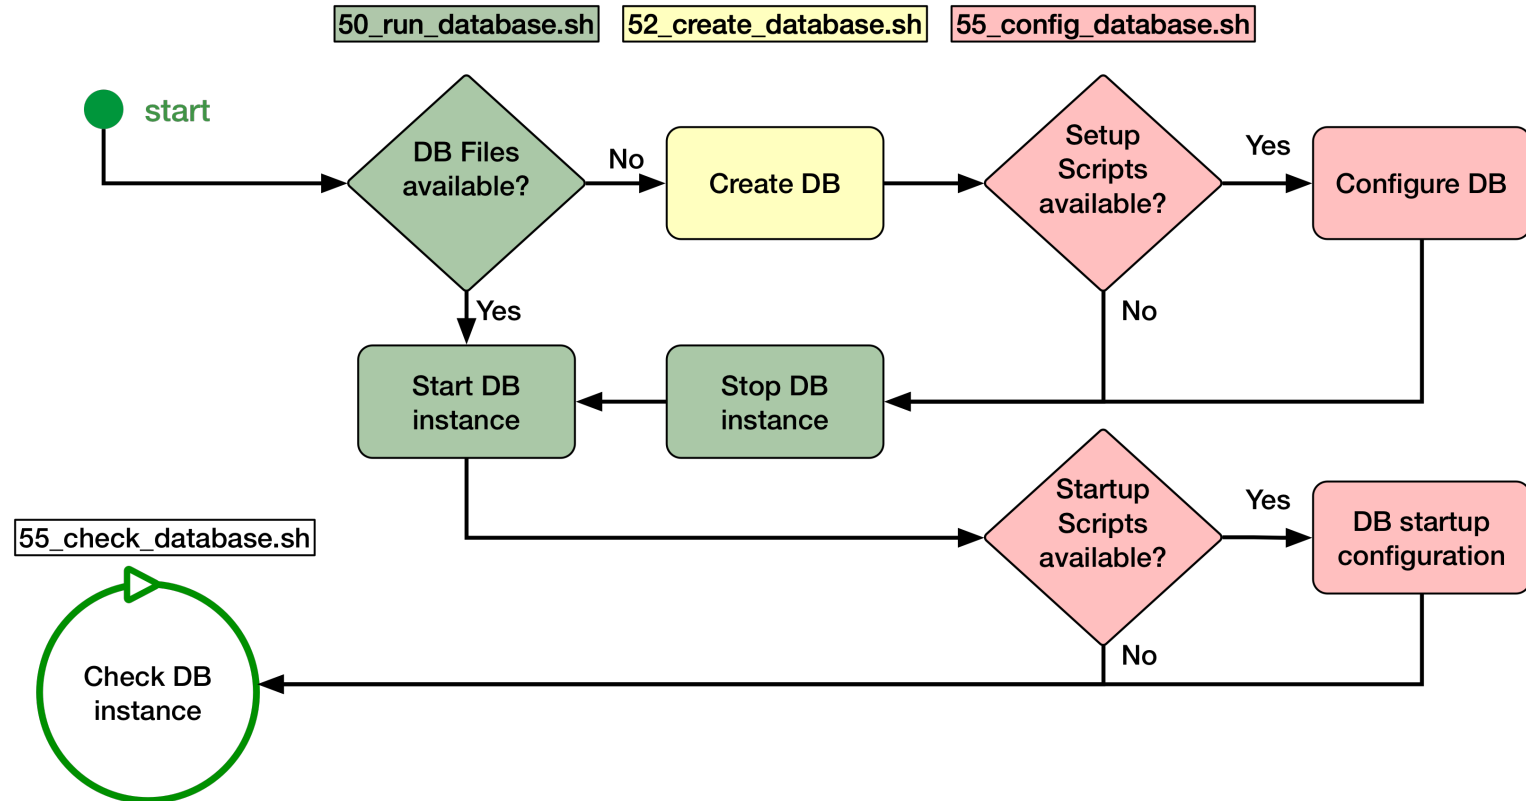 50_run_database.sh
52_create_database.sh
55_config_database.sh
start
DB Files
available?
No
Create DB
Setup
Scripts
available?
Yes
Configure DB
Yes
No
Start DB
instance
Stop DB
instance
Startup
Scripts
available?
Yes
DB startup
configuration
55_check_database.sh
No
Check DB
instance